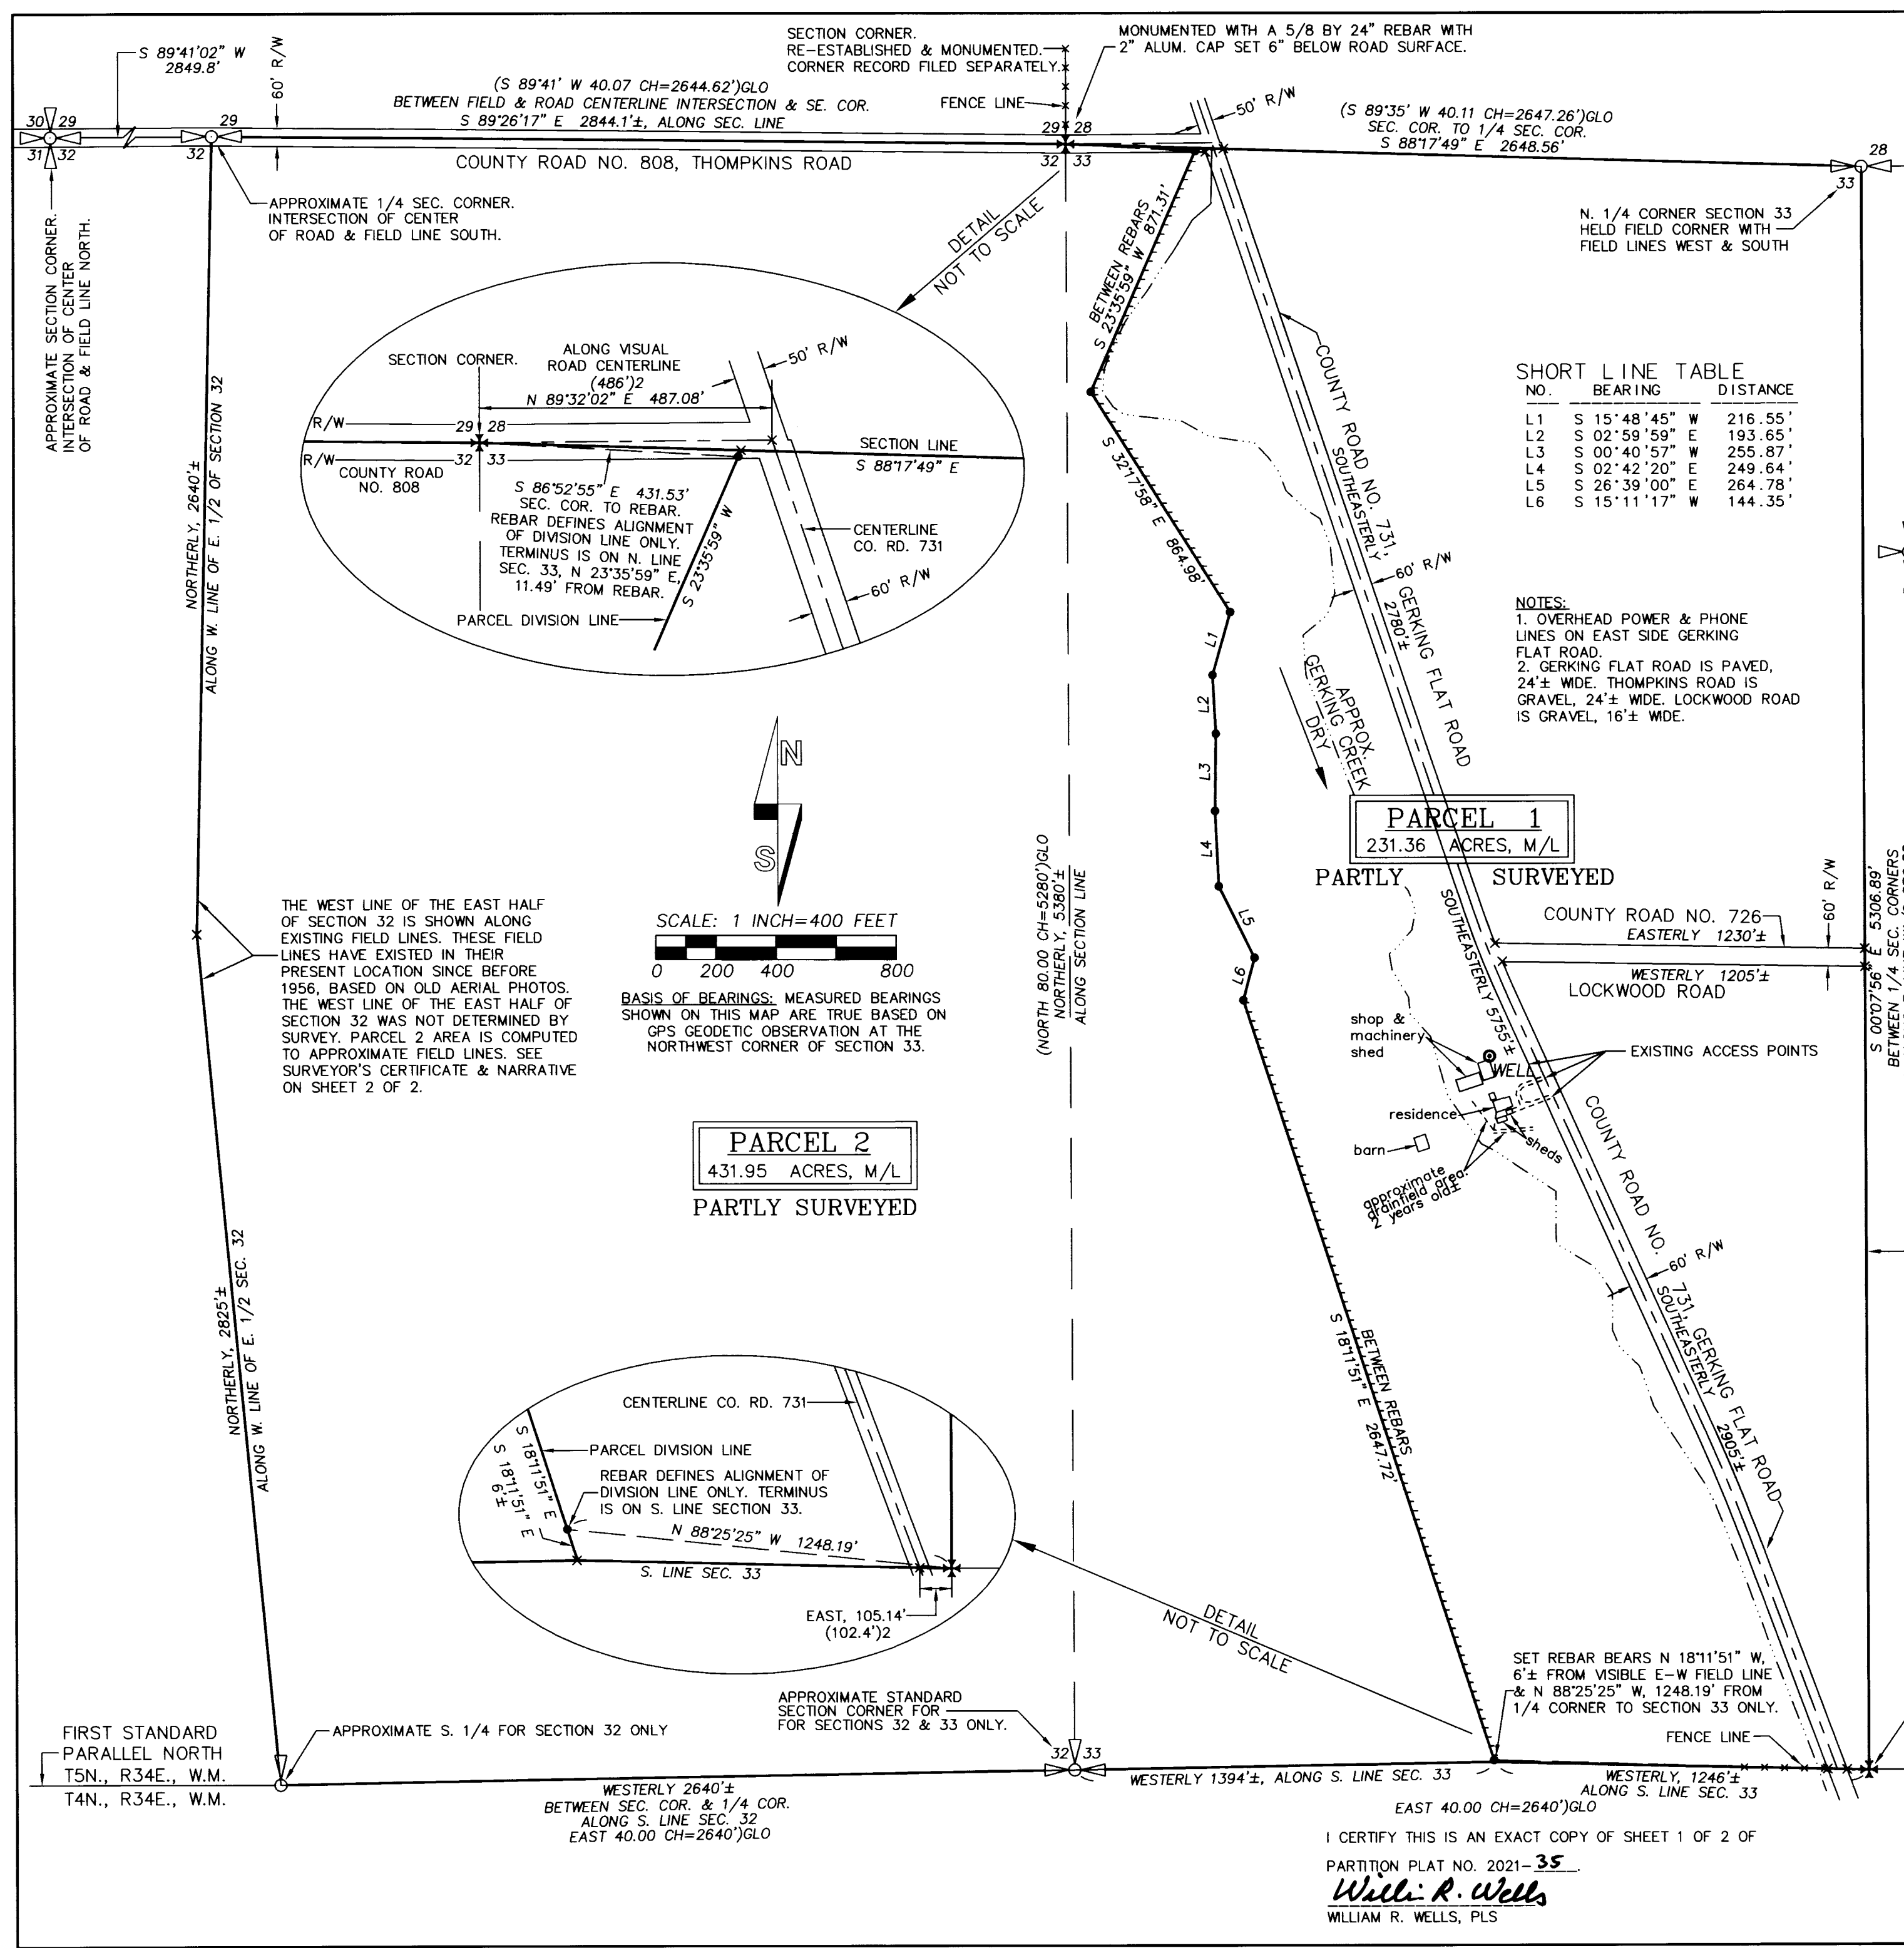 S 89°41'02" W
2849.8'
60' R/W
(S 89°41' W 40.07 CH=2644.62')GLO
BETWEEN FIELD & ROAD CENTERLINE INTERSECTION & SE. COR.
S 89°26'17" E 2844.1'±, ALONG SEC. LINE
SECTION CORNER.
RE-ESTABLISHED & MONUMENTED.
CORNER RECORD FILED SEPARATELY.
FENCE LINE
MONUMENTED WITH A 5/8 BY 24" REBAR WITH
2" ALUM. CAP SET 6" BELOW ROAD SURFACE.
50' R/W
(S 89°35' W 40.11 CH=2647.26')GLO
SEC. COR. TO 1/4 SEC. COR.
S 88°17'49" E 2648.56'
30 29
31 32
29
32
29 28
32 33
28
33
COUNTY ROAD NO. 808, THOMPKINS ROAD
APPROXIMATE SECTION CORNER.
INTERSECTION OF CENTER
OF ROAD & FIELD LINE NORTH.
APPROXIMATE 1/4 SEC. CORNER.
INTERSECTION OF CENTER
OF ROAD & FIELD LINE SOUTH.
DETAIL
NOT TO SCALE
N. 1/4 CORNER SECTION 33
HELD FIELD CORNER WITH
FIELD LINES WEST & SOUTH
BETWEEN REBARS
S 23°35'59" W 871.31'
SECTION CORNER.
ALONG VISUAL
ROAD CENTERLINE
(486')2
N 89°32'02" E 487.08'
50' R/W
R/W
29 28
32 33
R/W
COUNTY ROAD
NO. 808
SECTION LINE
S 88°17'49" E
S 86°52'55" E 431.53'
SEC. COR. TO REBAR.
REBAR DEFINES ALIGNMENT
OF DIVISION LINE ONLY.
TERMINUS IS ON N. LINE
SEC. 33, N 23°35'59" E,
11.49' FROM REBAR.
S 23°35'59" W
CENTERLINE
CO. RD. 731
60' R/W
PARCEL DIVISION LINE
NORTHERLY, 2640'±
ALONG W. LINE OF E. 1/2 OF SECTION 32
S 32°17'58" E 864.98'
COUNTY ROAD NO. 731, GERKING FLAT ROAD
SOUTHEASTERLY 2780'±
60' R/W
SHORT LINE TABLE
NO. BEARING DISTANCE
L1 S 15°48'45" W 216.55'
L2 S 02°59'59" E 193.65'
L3 S 00°40'57" W 255.87'
L4 S 02°42'20" E 249.64'
L5 S 26°39'00" E 264.78'
L6 S 15°11'17" W 144.35'
NOTES:
1. OVERHEAD POWER & PHONE
LINES ON EAST SIDE GERKING
FLAT ROAD.
2. GERKING FLAT ROAD IS PAVED,
24'± WIDE. THOMPKINS ROAD IS
GRAVEL, 24'± WIDE. LOCKWOOD ROAD
IS GRAVEL, 16'± WIDE.
L1
L2
L3
L4
L5
L6
APPROX.
GERKING CREEK
DRY
N
S
PARCEL 1
231.36 ACRES, M/L
PARTLY SURVEYED
(NORTH 80.00 CH=5280')GLO
NORTHERLY, 5380'±
ALONG SECTION LINE
THE WEST LINE OF THE EAST HALF
OF SECTION 32 IS SHOWN ALONG
EXISTING FIELD LINES. THESE FIELD
LINES HAVE EXISTED IN THEIR
PRESENT LOCATION SINCE BEFORE
1956, BASED ON OLD AERIAL PHOTOS.
THE WEST LINE OF THE EAST HALF OF
SECTION 32 WAS NOT DETERMINED BY
SURVEY. PARCEL 2 AREA IS COMPUTED
TO APPROXIMATE FIELD LINES. SEE
SURVEYOR'S CERTIFICATE & NARRATIVE
ON SHEET 2 OF 2.
SCALE: 1 INCH=400 FEET
0 200 400 800
BASIS OF BEARINGS: MEASURED BEARINGS
SHOWN ON THIS MAP ARE TRUE BASED ON
GPS GEODETIC OBSERVATION AT THE
NORTHWEST CORNER OF SECTION 33.
SOUTHEASTERLY 5755'±
COUNTY ROAD NO. 726
EASTERLY 1230'±
60' R/W
WESTERLY 1205'±
LOCKWOOD ROAD
S 00°07'56" E 5306.89'
BETWEEN 1/4 SEC. CORNERS
shop &
machinery
shed
WELL
EXISTING ACCESS POINTS
residence
sheds
barn
approximate
drainfield area.
2 years old±
PARCEL 2
431.95 ACRES, M/L
PARTLY SURVEYED
COUNTY ROAD NO. 731, GERKING FLAT ROAD
SOUTHEASTERLY 2905'±
60' R/W
NORTHERLY, 2825'±
ALONG W. LINE OF E. 1/2 SEC. 32
BETWEEN REBARS
S 18°11'51" E 2647.72'
CENTERLINE CO. RD. 731
S 18°11'51" E
S 18°11'51" E
6'±
PARCEL DIVISION LINE
REBAR DEFINES ALIGNMENT OF
DIVISION LINE ONLY. TERMINUS
IS ON S. LINE SECTION 33.
N 88°25'25" W 1248.19'
S. LINE SEC. 33
EAST, 105.14'
(102.4')2
DETAIL
NOT TO SCALE
SET REBAR BEARS N 18°11'51" W,
6'± FROM VISIBLE E-W FIELD LINE
& N 88°25'25" W, 1248.19' FROM
1/4 CORNER TO SECTION 33 ONLY.
FENCE LINE
FIRST STANDARD
PARALLEL NORTH
T5N., R34E., W.M.
T4N., R34E., W.M.
APPROXIMATE S. 1/4 FOR SECTION 32 ONLY
APPROXIMATE STANDARD
SECTION CORNER FOR
FOR SECTIONS 32 & 33 ONLY.
32 33
WESTERLY 2640'±
BETWEEN SEC. COR. & 1/4 COR.
ALONG S. LINE SEC. 32
EAST 40.00 CH=2640')GLO
WESTERLY 1394'±, ALONG S. LINE SEC. 33
WESTERLY, 1246'±
ALONG S. LINE SEC. 33
EAST 40.00 CH=2640')GLO
I CERTIFY THIS IS AN EXACT COPY OF SHEET 1 OF 2 OF
PARTITION PLAT NO. 2021-35.
Willi R. Wells
WILLIAM R. WELLS, PLS